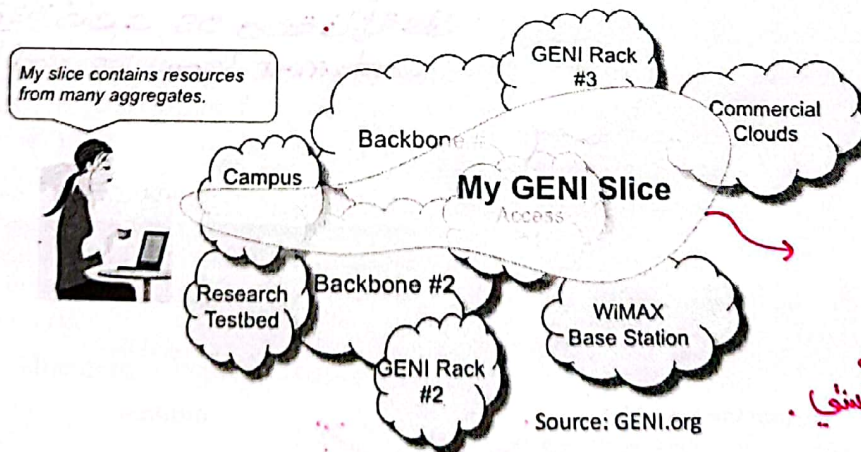 My slice contains resources
from many aggregates.
GENI Rack
#3
Commercial
Clouds
Backbone
Campus
My GENI Slice
Access
Research
Testbed
Backbone #2
WiMAX
Base Station
GENI Rack
#2
Source: GENI.org